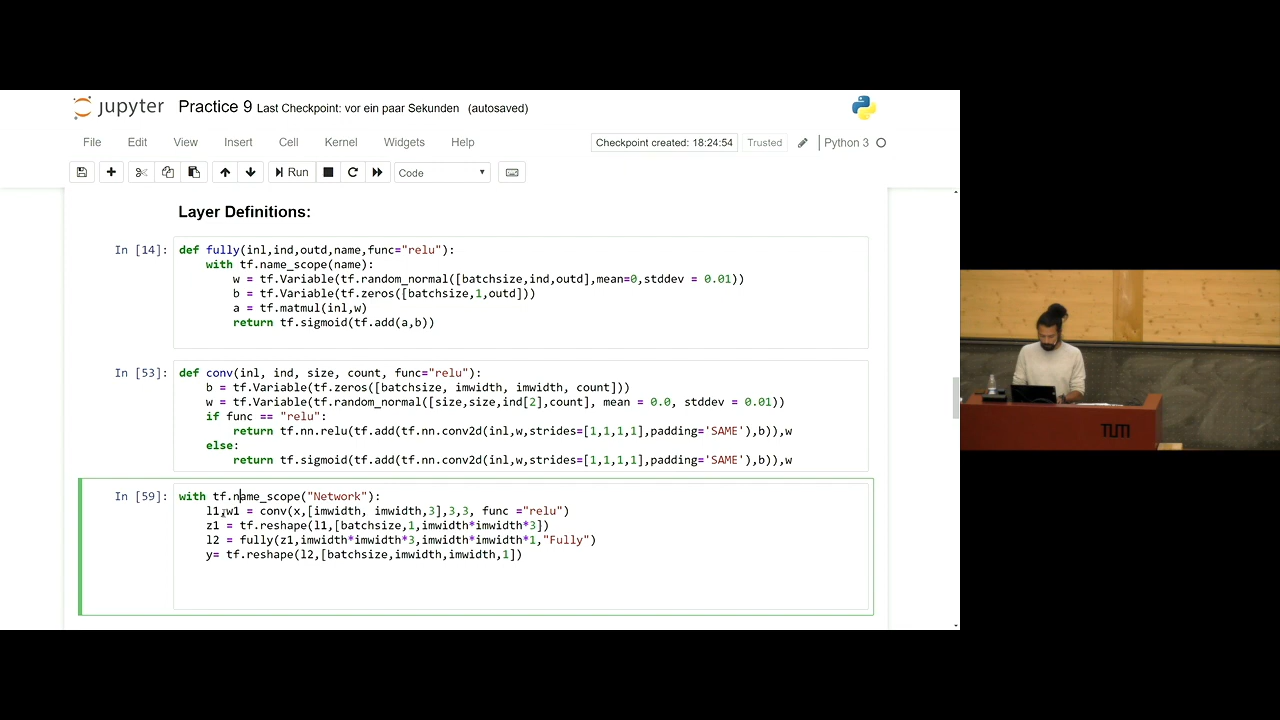 jupyter Practice 9 Last Checkpoint: vor ein paar Sekunden (autosaved)
File Edit View Insert Cell Kernel Widgets Help Checkpoint created: 18:24:54 Trusted Python 3
Run Code
Layer Definitions:
In [14]: def fully(inl,ind,outd,name,func="relu"):
with tf.name_scope(name):
w = tf.Variable(tf.random_normal([batchsize,ind,outd],mean=0,stddev = 0.01))
b = tf.Variable(tf.zeros([batchsize,1,outd]))
a = tf.matmul(inl,w)
return tf.sigmoid(tf.add(a,b))
In [53]: def conv(inl, ind, size, count, func="relu"):
b = tf.Variable(tf.zeros([batchsize, imwidth, imwidth, count]))
w = tf.Variable(tf.random_normal([size,size,ind[2],count], mean = 0.0, stddev = 0.01))
if func == "relu":
return tf.nn.relu(tf.add(tf.nn.conv2d(inl,w,strides=[1,1,1,1],padding='SAME'),b)),w
else:
return tf.sigmoid(tf.add(tf.nn.conv2d(inl,w,strides=[1,1,1,1],padding='SAME'),b)),w
In [59]: with tf.name_scope("Network"):
l1,w1 = conv(x,[imwidth, imwidth,3],3,3, func ="relu")
z1 = tf.reshape(l1,[batchsize,1,imwidth*imwidth*3])
l2 = fully(z1,imwidth*imwidth*3,imwidth*imwidth*1,"Fully")
y= tf.reshape(l2,[batchsize,imwidth,imwidth,1])
TUM